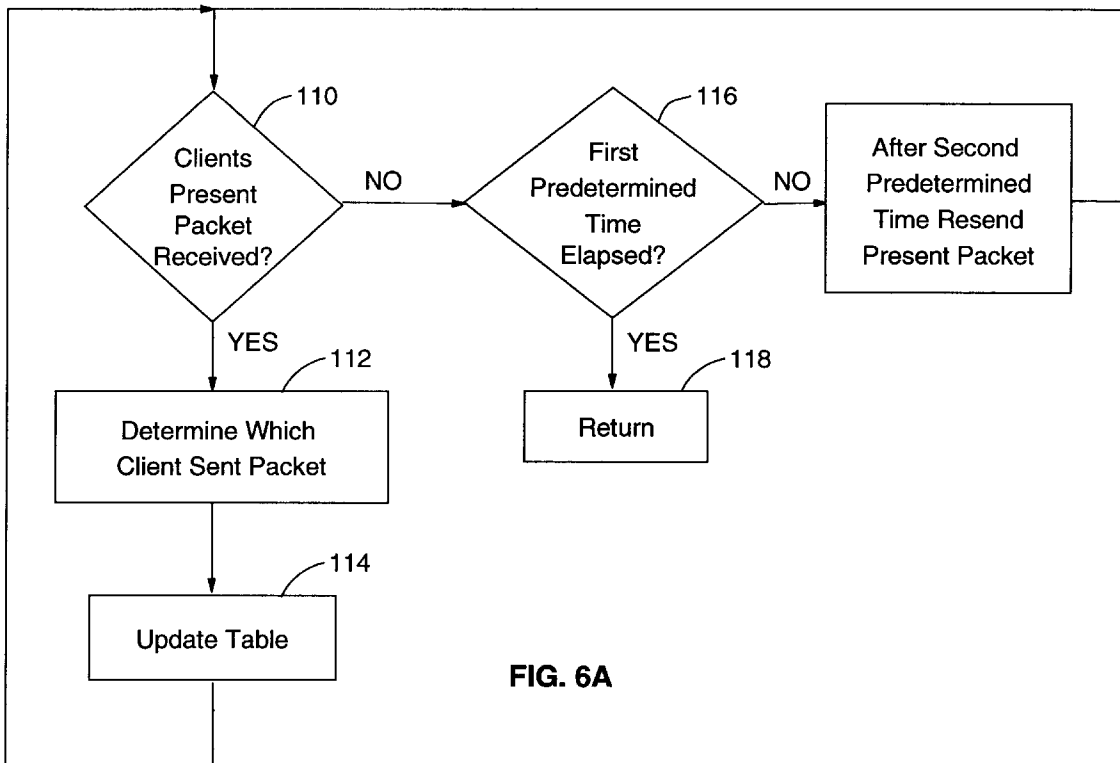 110
Clients
Present
Packet
Received?
NO
YES
116
First
Predetermined
Time
Elapsed?
NO
YES
After Second
Predetermined
Time Resend
Present Packet
112
Determine Which
Client Sent Packet
118
Return
114
Update Table
FIG. 6A